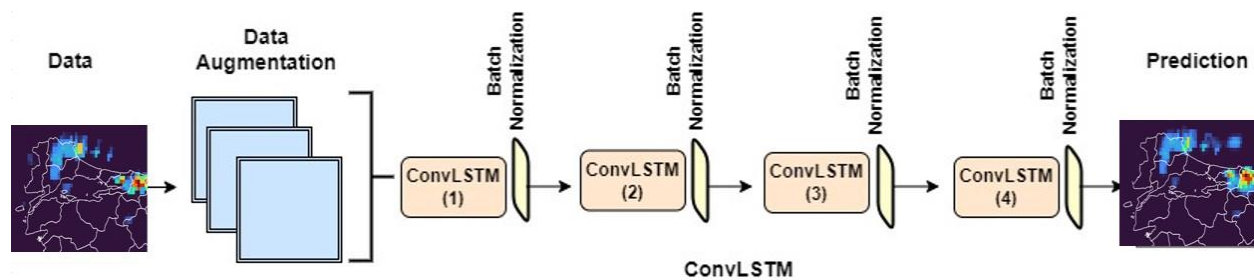 Data
Data
Augmentation
ConvLSTM
(1)
Batch
Normalization
ConvLSTM
(2)
Batch
Normalization
ConvLSTM
(3)
Batch
Normalization
ConvLSTM
(4)
Batch
Normalization
Prediction
ConvLSTM